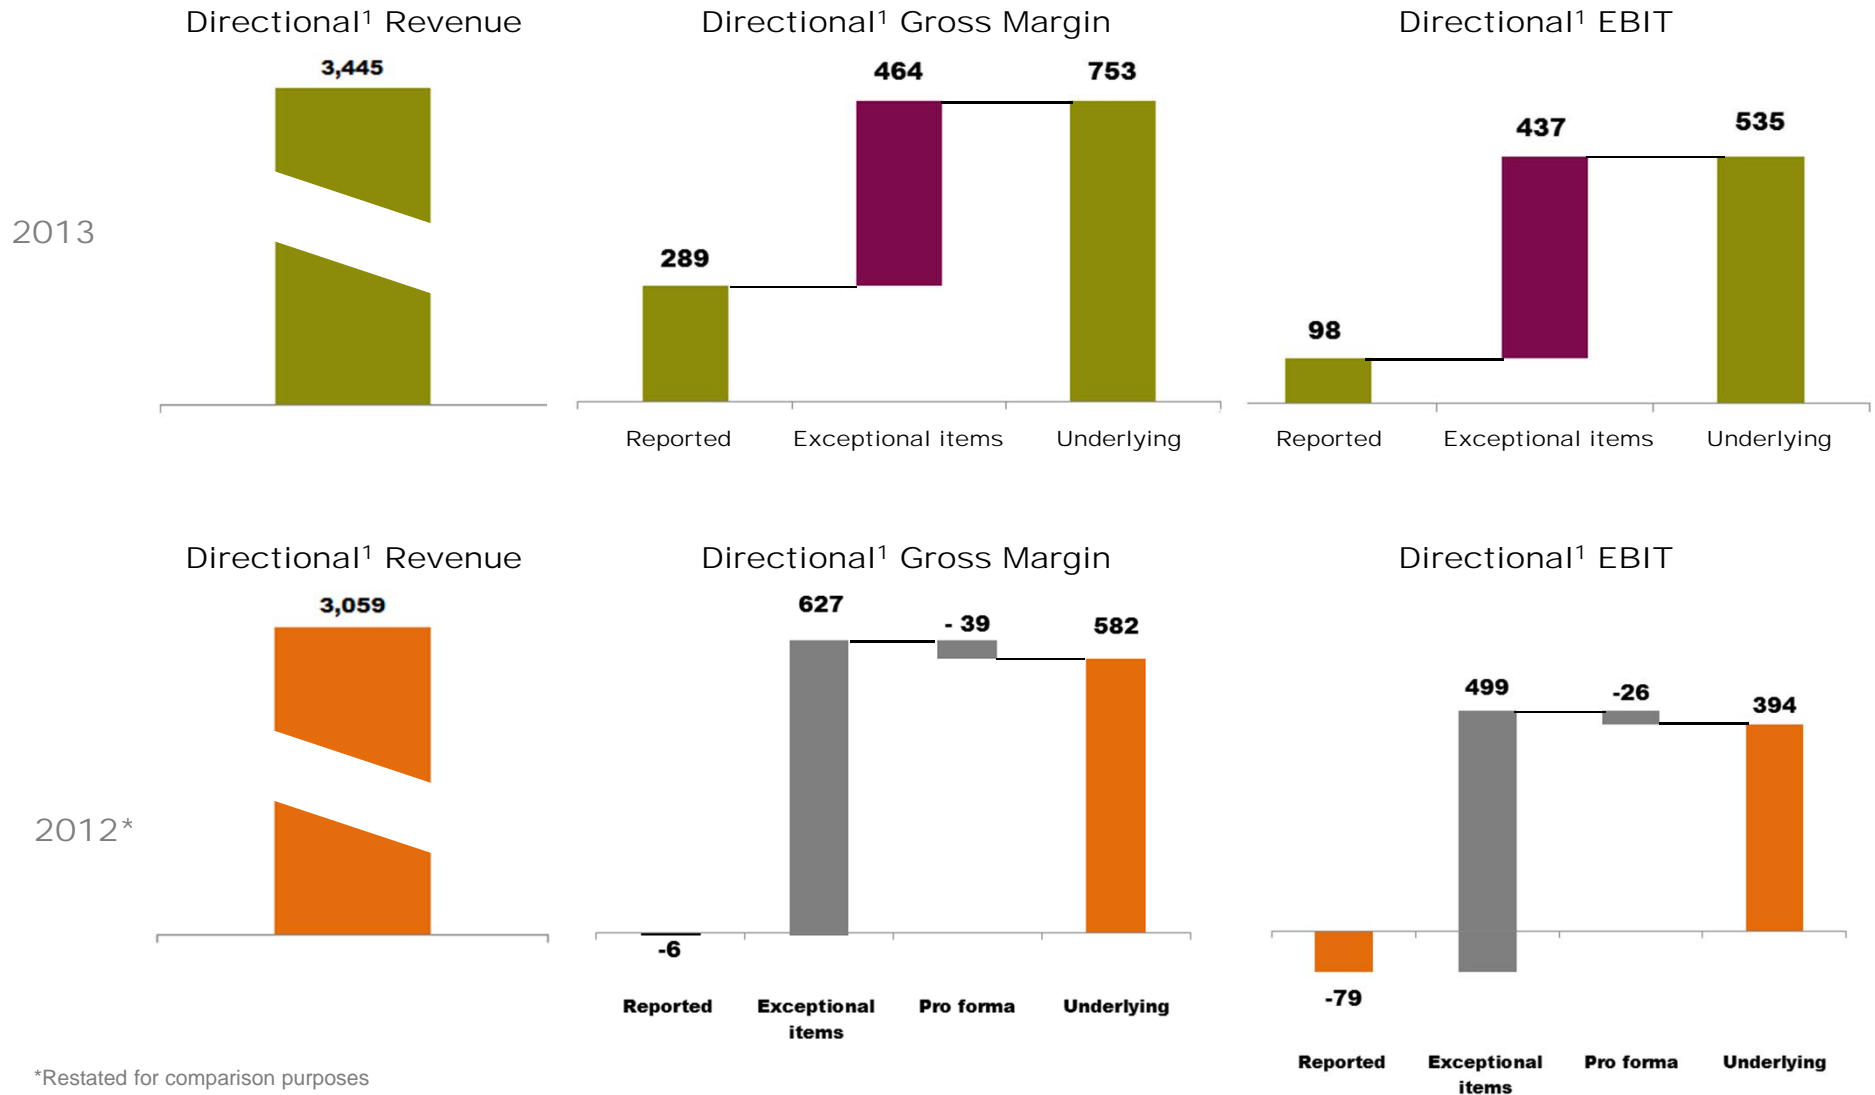 Directional¹ Revenue
Directional¹ Gross Margin
Directional¹ EBIT
3,445
464
753
437
535
2013
289
98
Reported
Exceptional items
Underlying
Reported
Exceptional items
Underlying
Directional¹ Revenue
Directional¹ Gross Margin
Directional¹ EBIT
3,059
627
- 39
582
499
-26
394
2012*
-6
-79
Reported
Exceptional
items
Pro forma
Underlying
Reported
Exceptional
items
Pro forma
Underlying
*Restated for comparison purposes